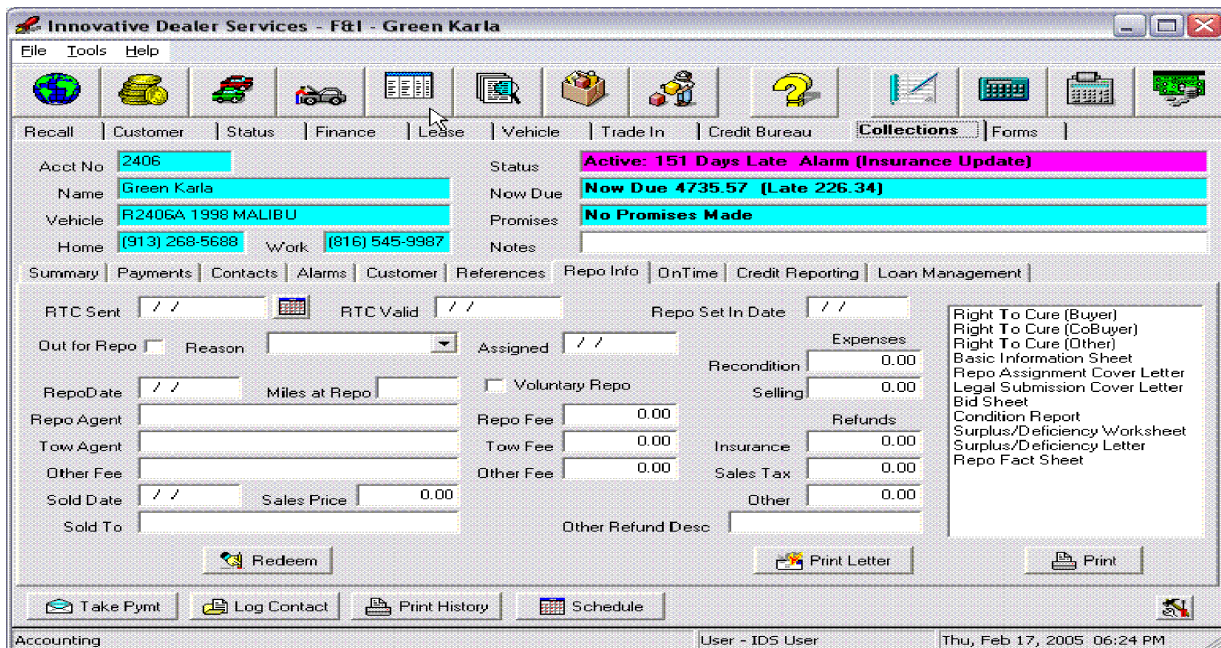 Innovative Dealer Services - F&I - Green Karla
File Tools Help
Recall Customer Status Finance Lease Vehicle Trade In Credit Bureau Collections Forms
Acct No 2406 Status Active: 151 Days Late Alarm (Insurance Update)
Name Green Karla Now Due Now Due 4735.57 (Late 226.34)
Vehicle R2406A 1998 MALIBU Promises No Promises Made
Home (913) 268-5688 Work (816) 545-9987 Notes
Summary Payments Contacts Alarms Customer References Repo Info OnTime Credit Reporting Loan Management
RTC Sent / / RTC Valid / / Repo Set In Date / /
Out for Repo Reason Assigned / / Expenses
Recondition 0.00
RepoDate / / Miles at Repo Voluntary Repo Selling 0.00
Repo Agent Repo Fee 0.00 Refunds
Tow Agent Tow Fee 0.00 Insurance 0.00
Other Fee Other Fee 0.00 Sales Tax 0.00
Sold Date / / Sales Price 0.00 Other 0.00
Sold To Other Refund Desc
Right To Cure (Buyer)
Right To Cure (CoBuyer)
Right To Cure (Other)
Basic Information Sheet
Repo Assignment Cover Letter
Legal Submission Cover Letter
Bid Sheet
Condition Report
Surplus/Deficiency Worksheet
Surplus/Deficiency Letter
Repo Fact Sheet
Redeem Print Letter Print
Take Pymt Log Contact Print History Schedule
Accounting User - IDS User Thu, Feb 17, 2005 06:24 PM